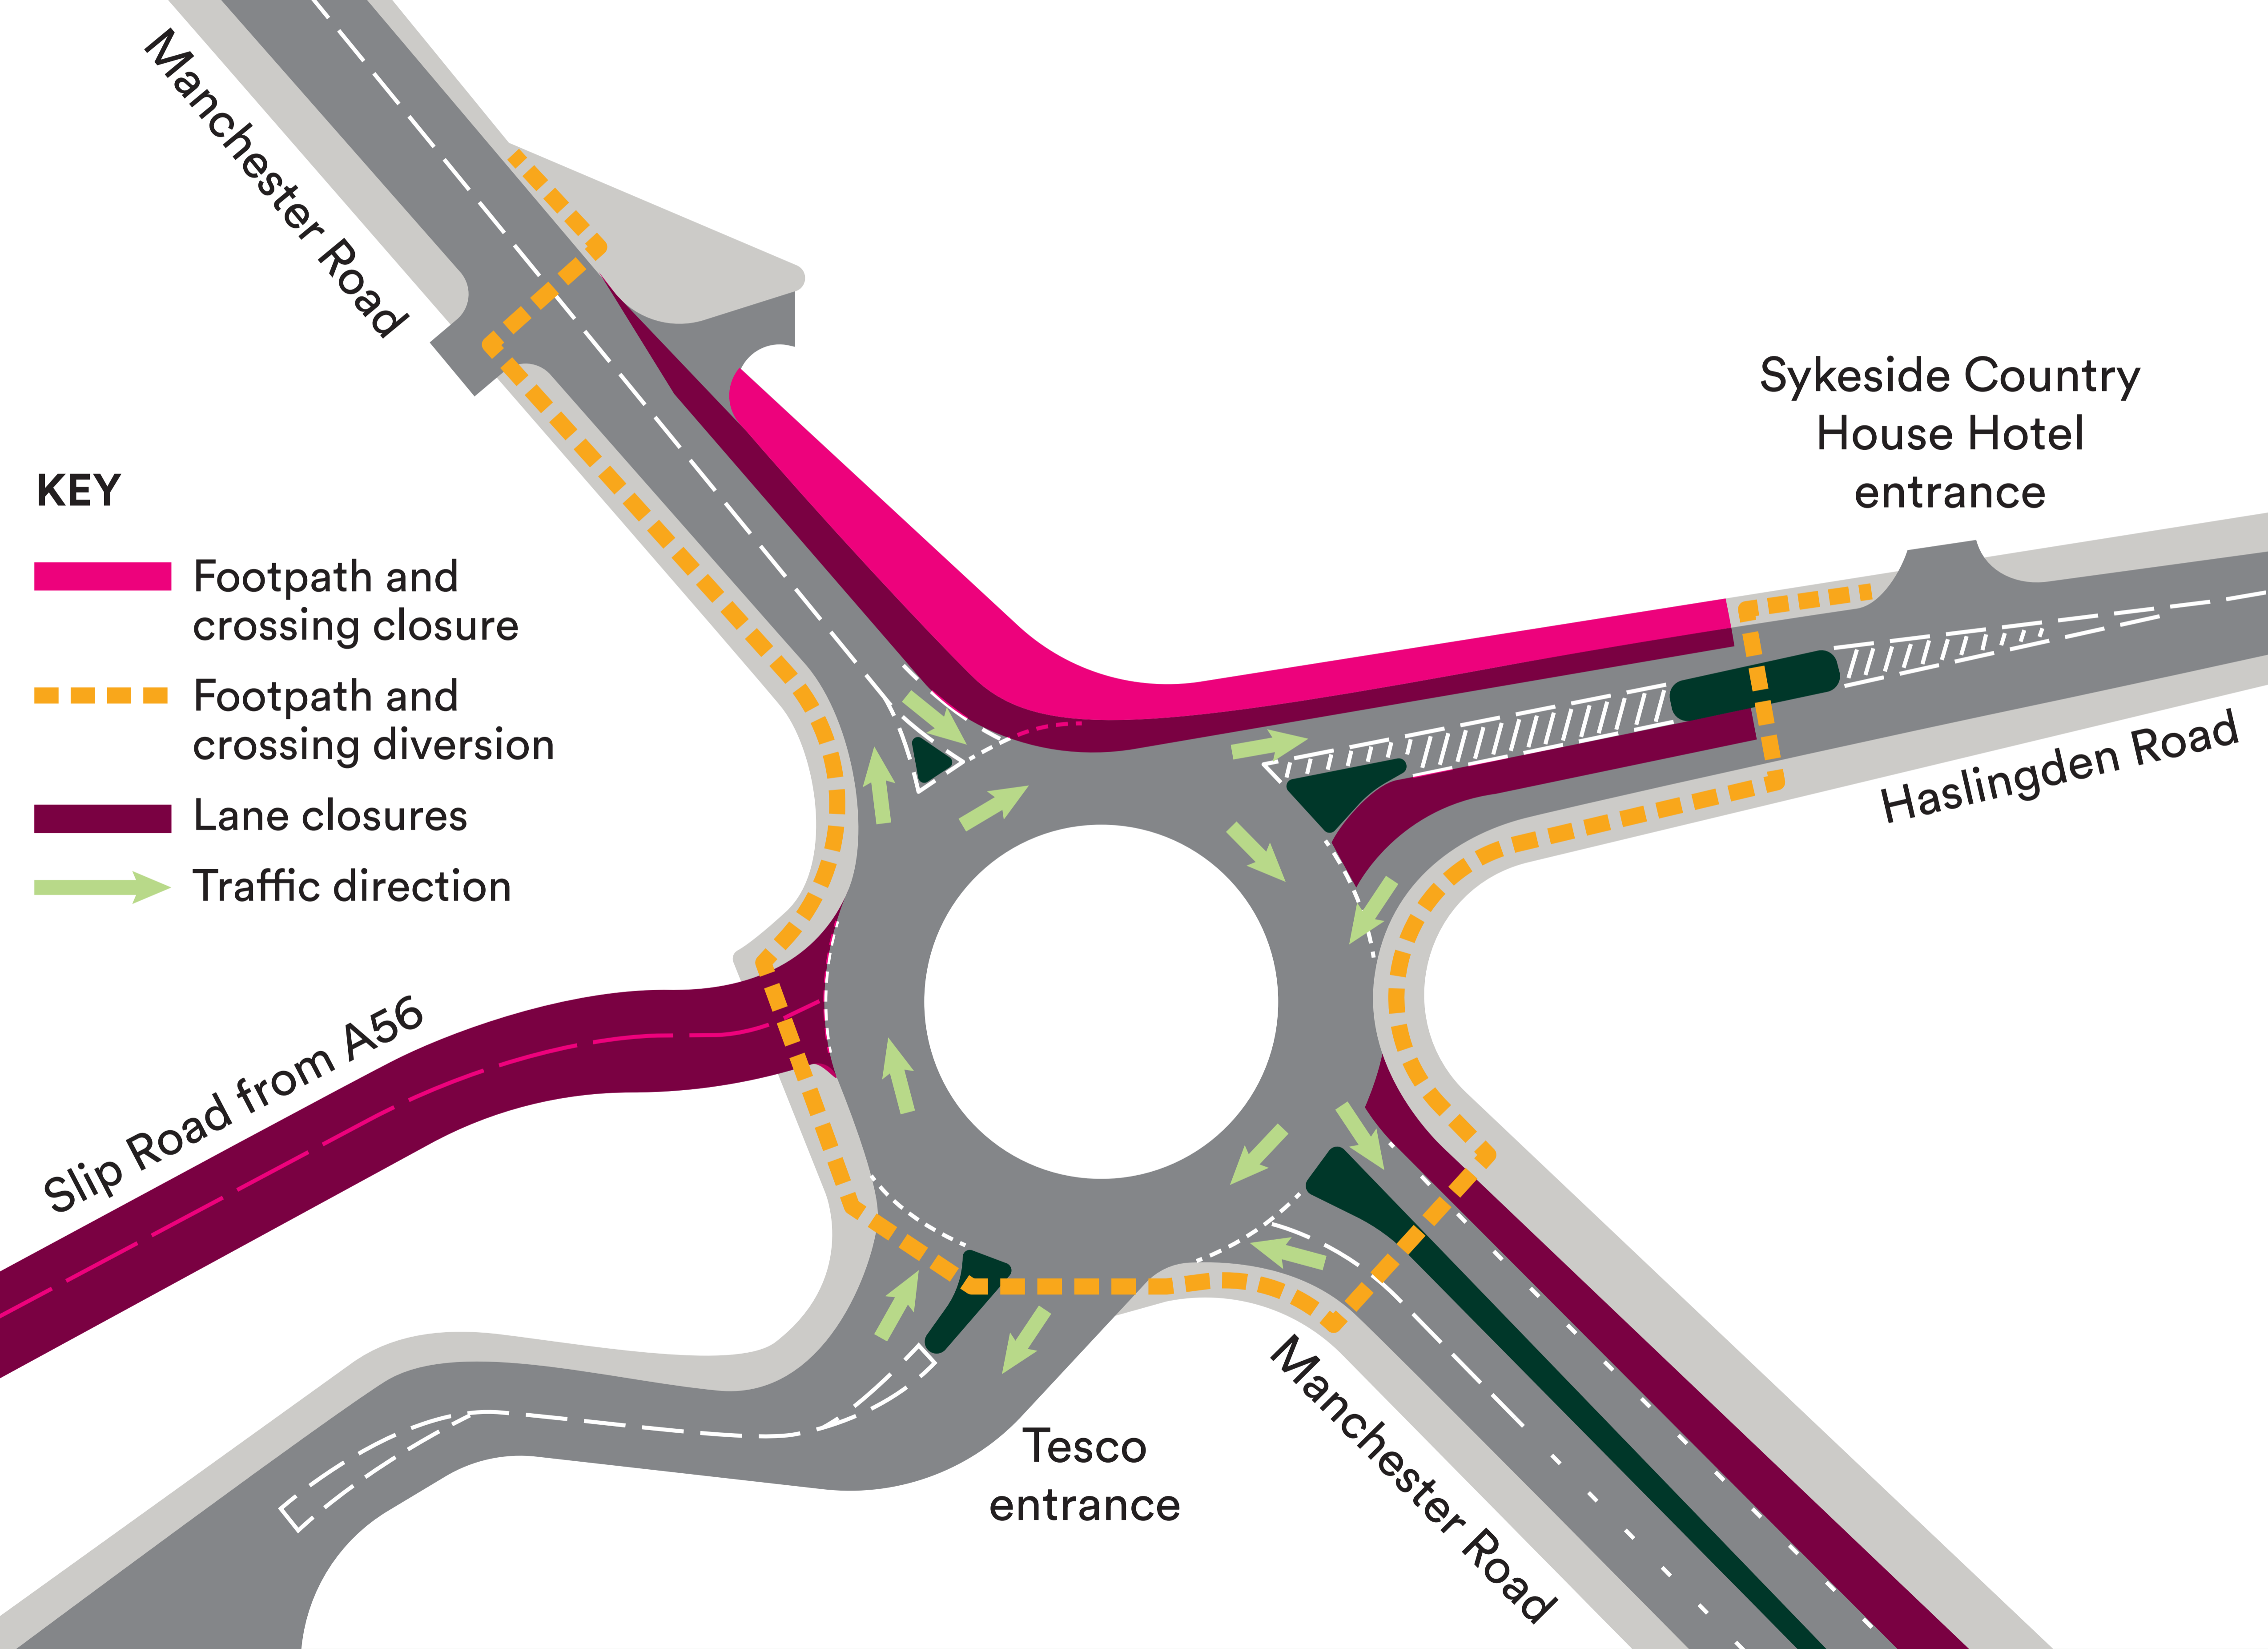 Manchester Road
Sykeside Country
House Hotel
entrance
KEY
Footpath and
crossing closure
Footpath and
crossing diversion
Lane closures
Traffic direction
Haslingden Road
Slip Road from A56
Tesco
entrance
Manchester Road